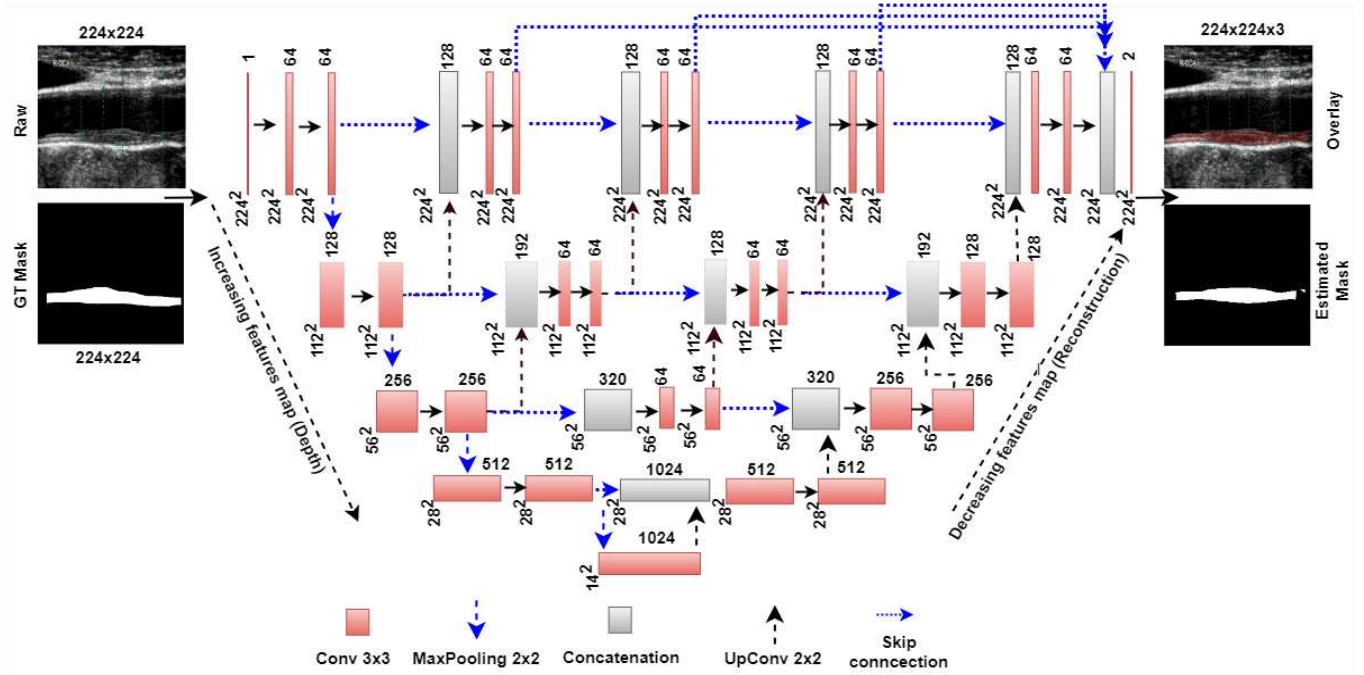 224x224
Raw
GT Mask
224x224
1 64 64 128 64 64 128 64 64 128 64 64 128 64 64 2
224² 224² 224² 224² 224² 224² 224² 224² 224² 224² 224² 224² 224² 224² 224² 224² 224²
224x224x3
Overlay
Estimated
Mask
Increasing features map (Depth)
Decreasing features map (Reconstruction)
128 128 192 64 64 128 64 64 192 128 128
112² 112² 112² 112² 112² 112² 112² 112² 112² 112² 112²
256 256 320 64 64 320 256 256
56² 56² 56² 56² 56² 56² 56² 56²
512 512 1024 512 512
28² 28² 28² 28² 28²
1024
14²
Conv 3x3
MaxPooling 2x2
Concatenation
UpConv 2x2
Skip
conncection